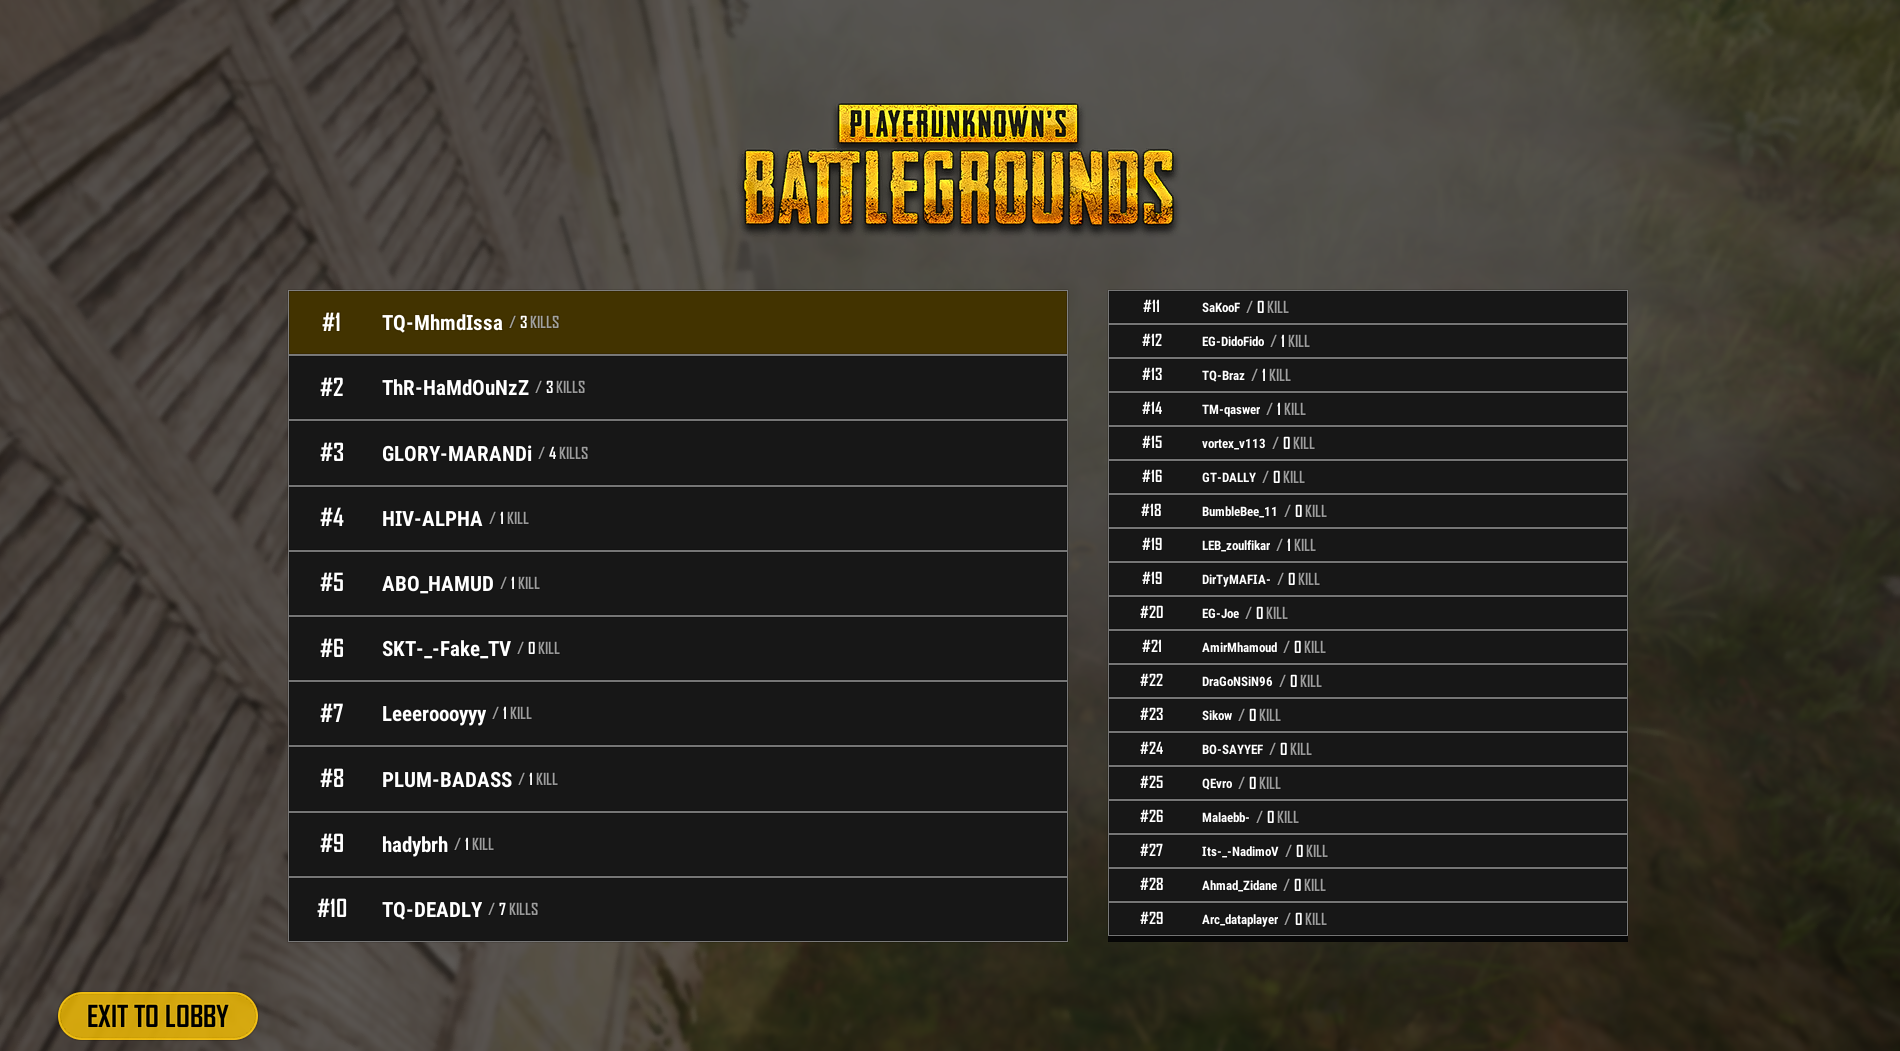 PLAYERUNKNOWN'S
BATTLEGROUNDS
#1 TQ-MhmdIssa / 3 KILLS
#2 ThR-HaMdOuNzZ / 3 KILLS
#3 GLORY-MARANDi / 4 KILLS
#4 HIV-ALPHA / 1 KILL
#5 ABO_HAMUD / 1 KILL
#6 SKT-_-Fake_TV / 0 KILL
#7 Leeeroooyyy / 1 KILL
#8 PLUM-BADASS / 1 KILL
#9 hadybrh / 1 KILL
#10 TQ-DEADLY / 7 KILLS
#11 SaKooF / 0 KILL
#12 EG-DidoFido / 1 KILL
#13 TQ-Braz / 1 KILL
#14 TM-qaswer / 1 KILL
#15 vortex_v113 / 0 KILL
#16 GT-DALLY / 0 KILL
#18 BumbleBee_11 / 0 KILL
#19 LEB_zoulfikar / 1 KILL
#19 DirTyMAFIA- / 0 KILL
#20 EG-Joe / 0 KILL
#21 AmirMhamoud / 0 KILL
#22 DraGoNSiN96 / 0 KILL
#23 Sikow / 0 KILL
#24 BO-SAYYEF / 0 KILL
#25 QEvro / 0 KILL
#26 Malaebb- / 0 KILL
#27 Its-_-NadimoV / 0 KILL
#28 Ahmad_Zidane / 0 KILL
#29 Arc_dataplayer / 0 KILL
EXIT TO LOBBY